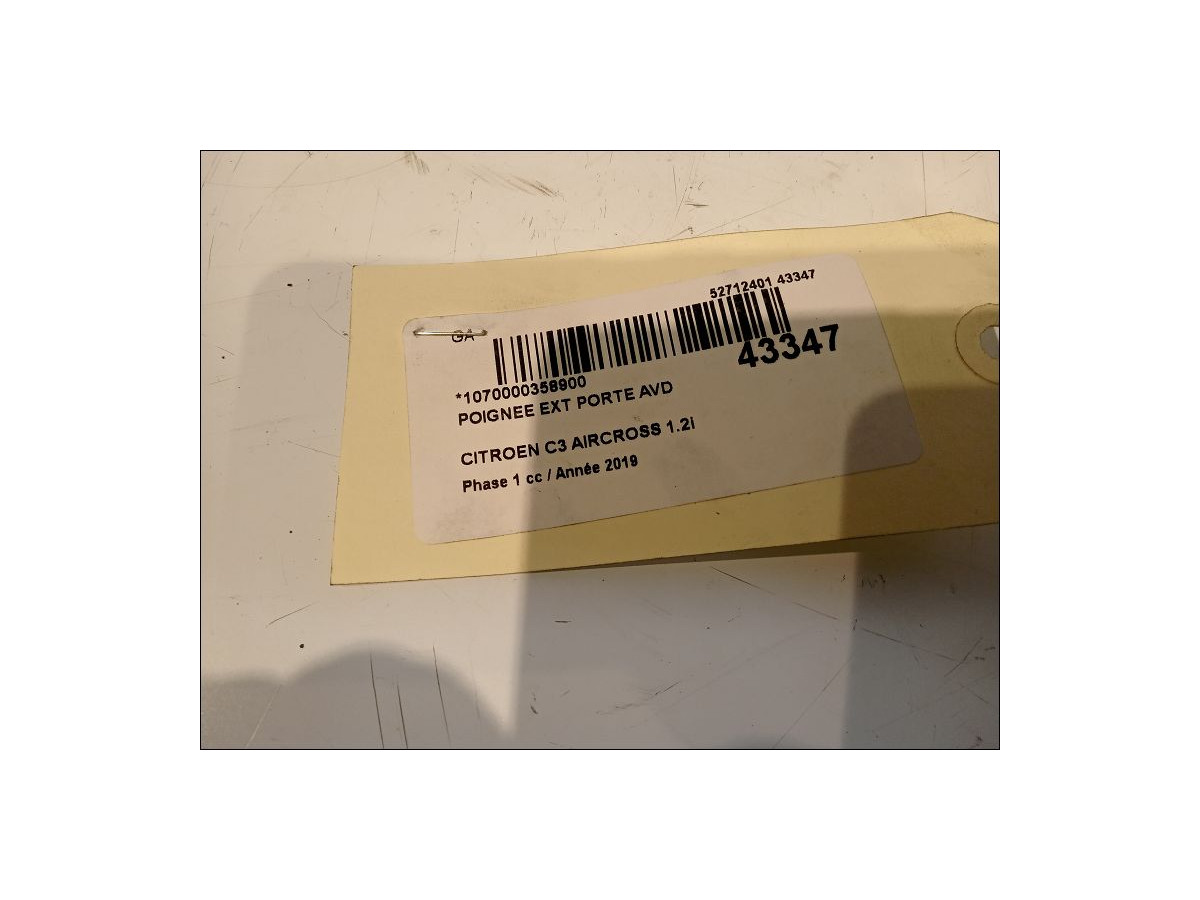 52712401 43347
GA
43347
*1070000358900
POIGNEE EXT PORTE AVD
CITROEN C3 AIRCROSS 1.2i
Phase 1 cc / Année 2019